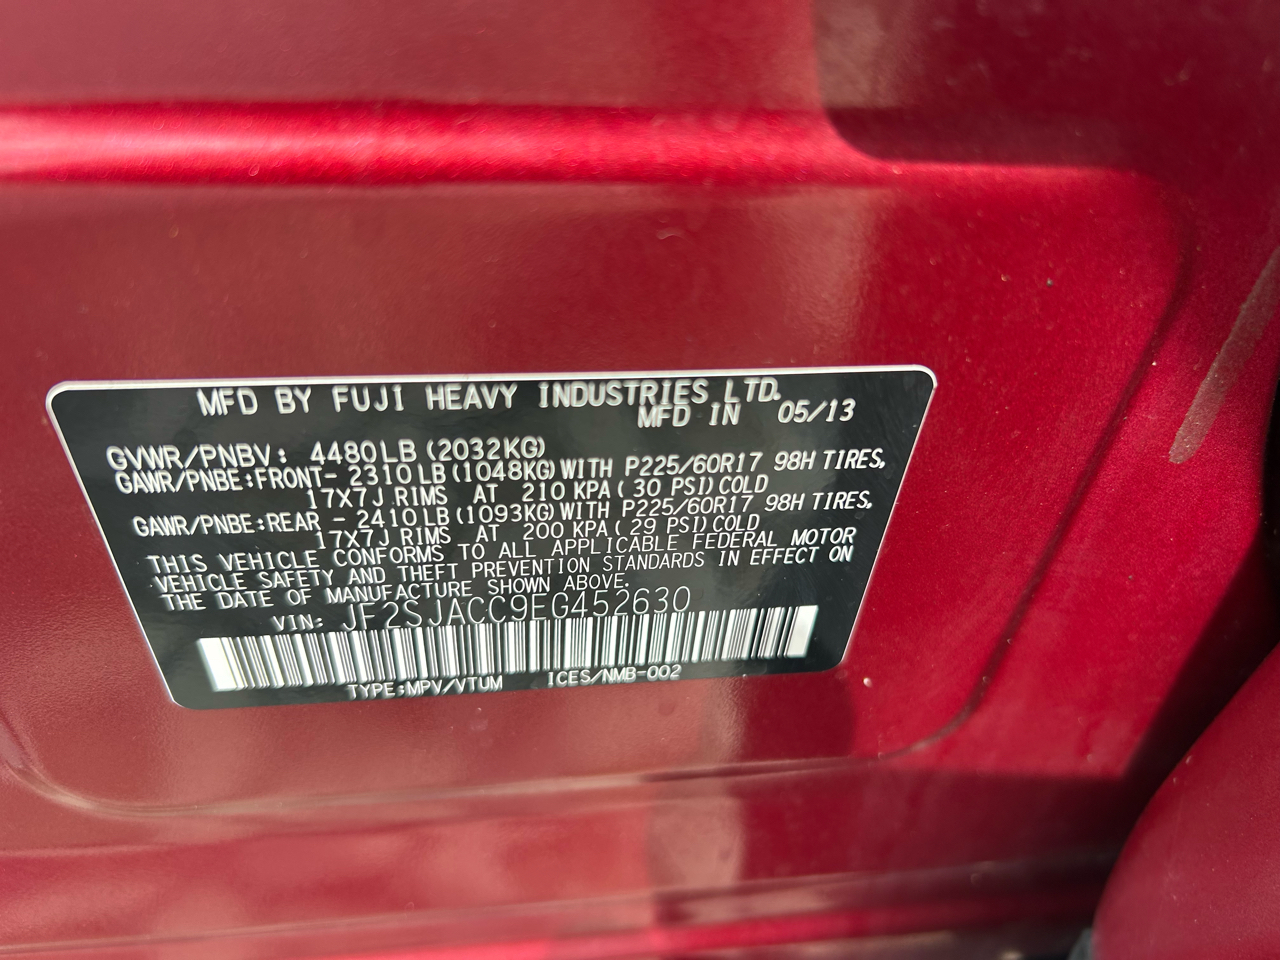 MFD BY FUJI HEAVY INDUSTRIES LTD.
MFD IN 05/13
GVWR/PNBV: 4480LB (2032KG)
GAWR/PNBE:FRONT- 2310LB (1048KG) WITH P225/60R17 98H TIRES,
17X7J RIMS AT 210 KPA (30 PSI) COLD
GAWR/PNBE:REAR - 2410LB (1093KG) WITH P225/60R17 98H TIRES,
17X7J RIMS AT 200 KPA (29 PSI) COLD
THIS VEHICLE CONFORMS TO ALL APPLICABLE FEDERAL MOTOR
VEHICLE SAFETY AND THEFT PREVENTION STANDARDS IN EFFECT ON
THE DATE OF MANUFACTURE SHOWN ABOVE.
VIN: JF2SJACC9EG452630
TYPE:MPV/VTUM ICES/NMB-002